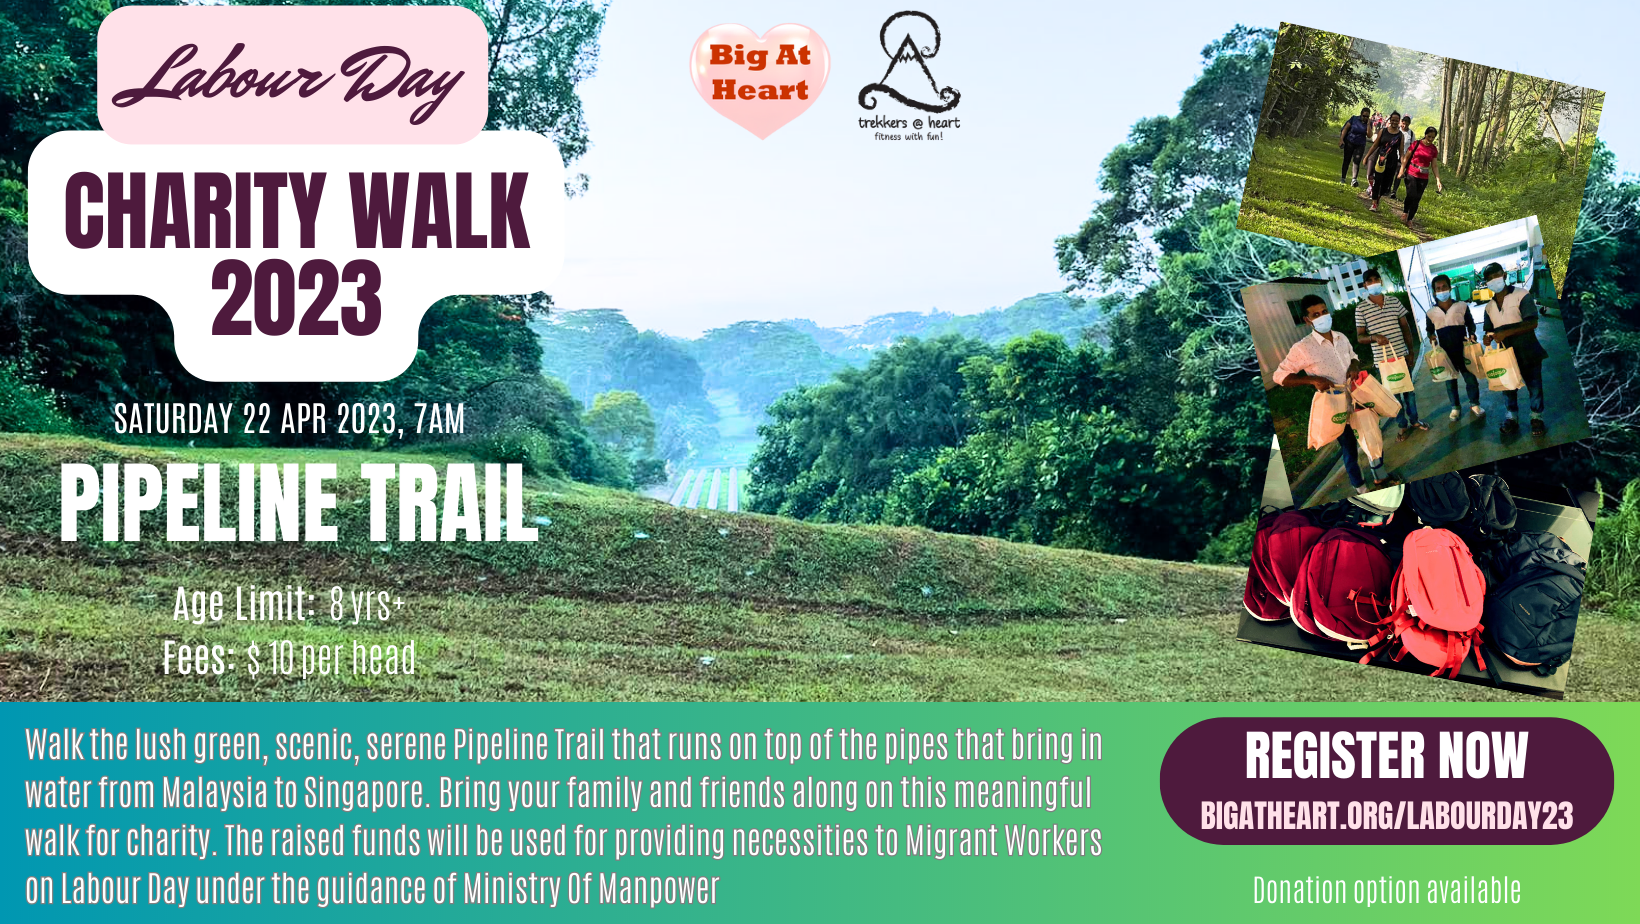 Labour Day
CHARITY WALK
2023
Big At
Heart
trekkers @ heart
fitness with fun!
SATURDAY 22 APR 2023, 7AM
PIPELINE TRAIL
Age Limit: 8 yrs+
Fees: $ 10 per head
Walk the lush green, scenic, serene Pipeline Trail that runs on top of the pipes that bring in
water from Malaysia to Singapore. Bring your family and friends along on this meaningful
walk for charity. The raised funds will be used for providing necessities to Migrant Workers
on Labour Day under the guidance of Ministry Of Manpower
REGISTER NOW
BIGATHEART.ORG/LABOURDAY23
Donation option available